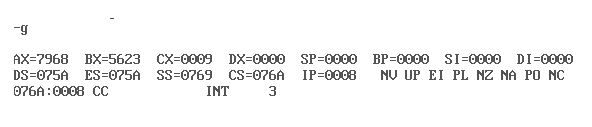 -g
AX=7968 BX=5623 CX=0009 DX=0000 SP=0000 BP=0000 SI=0000 DI=0000
DS=075A ES=075A SS=0769 CS=076A IP=0008 NV UP EI PL NZ NA PO NC
076A:0008 CC INT 3